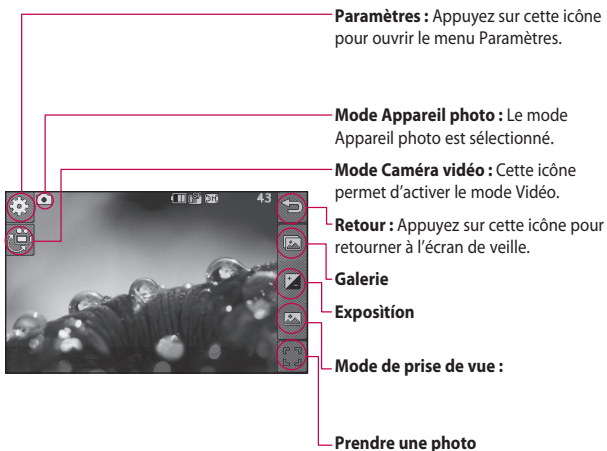 Paramètres : Appuyez sur cette icône
pour ouvrir le menu Paramètres.
Mode Appareil photo : Le mode
Appareil photo est sélectionné.
Mode Caméra vidéo : Cette icône
permet d'activer le mode Vidéo.
43
Retour : Appuyez sur cette icône pour
retourner à l'écran de veille.
Galerie
Exposìtíon
Mode de prise de vue :
Prendre une photo